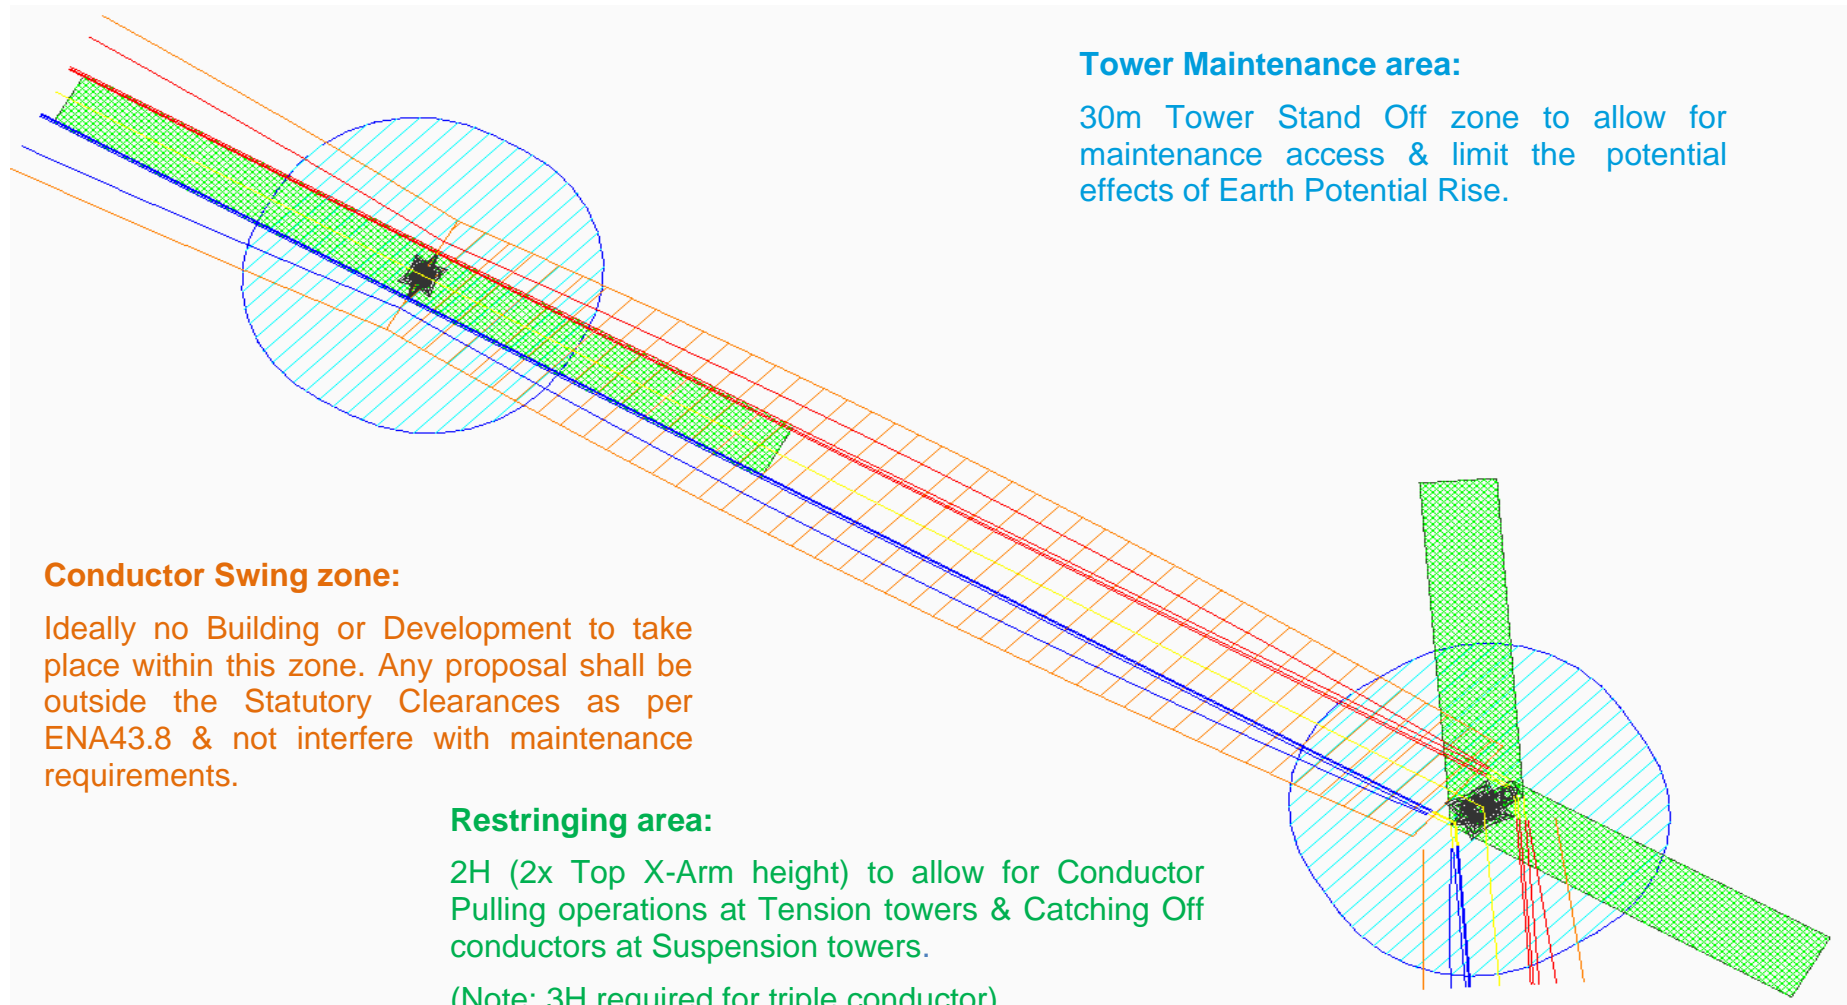 Tower Maintenance area:
30m Tower Stand Off zone to allow for
maintenance access & limit the potential
effects of Earth Potential Rise.
Conductor Swing zone:
Ideally no Building or Development to take
place within this zone. Any proposal shall be
outside the Statutory Clearances as per
ENA43.8 & not interfere with maintenance
requirements.
Restringing area:
2H (2x Top X-Arm height) to allow for Conductor
Pulling operations at Tension towers & Catching Off
conductors at Suspension towers.
(Note: 3H required for triple conductor)